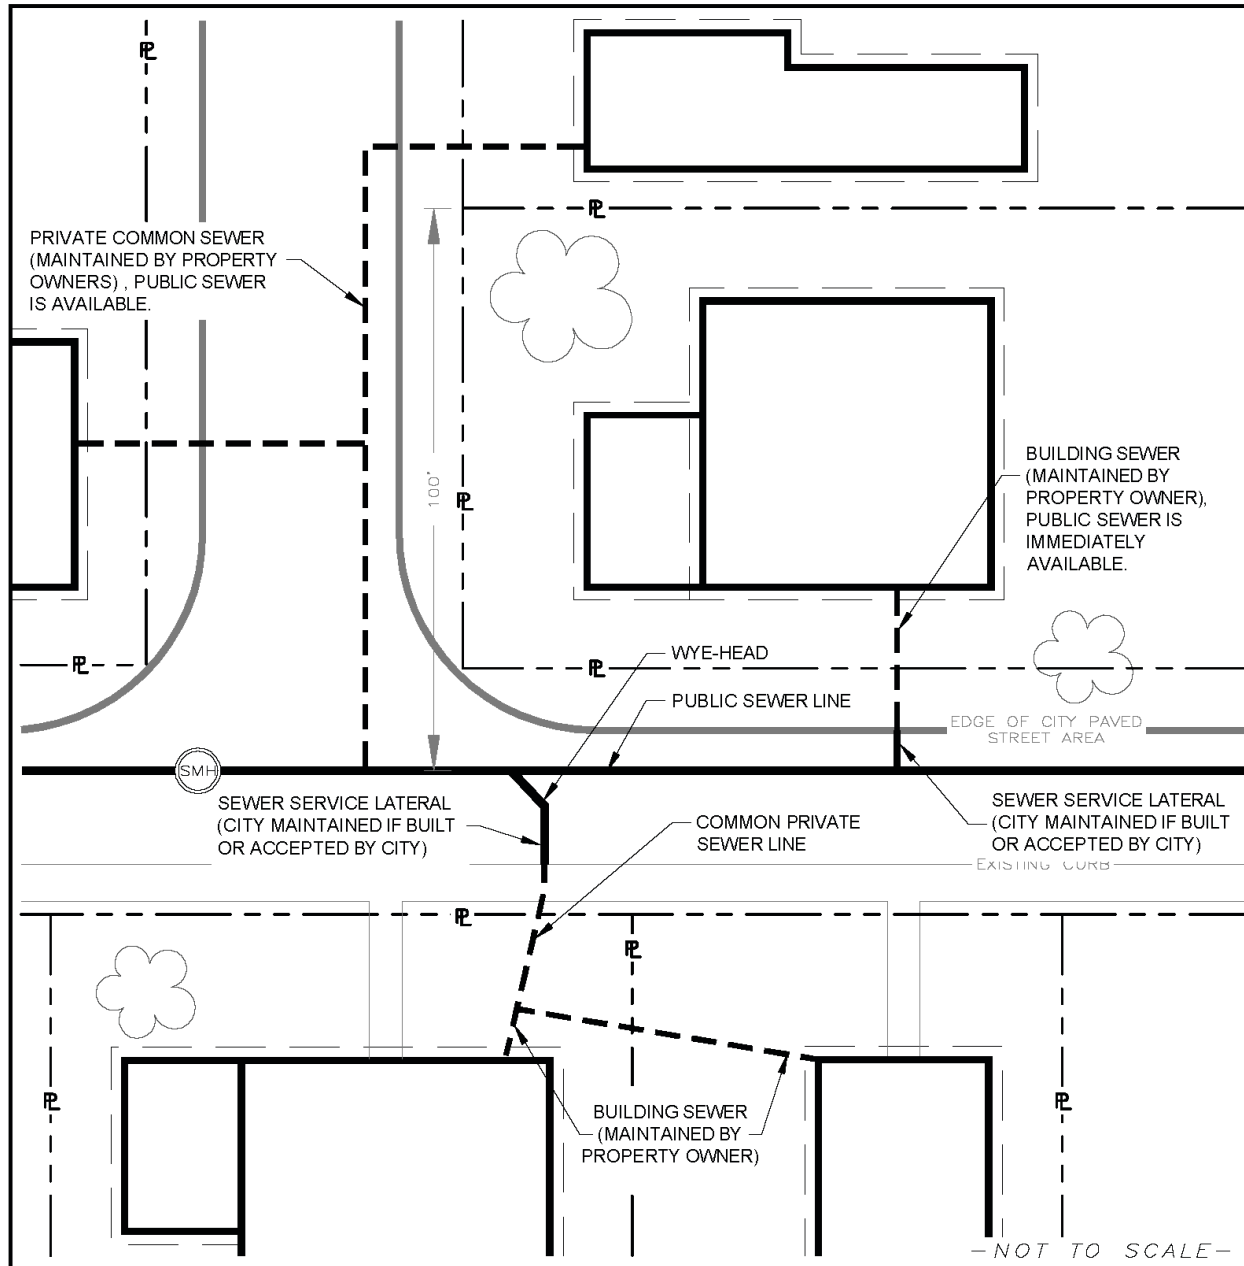 PL
PL
PRIVATE COMMON SEWER
(MAINTAINED BY PROPERTY
OWNERS) , PUBLIC SEWER
IS AVAILABLE.
100'
PL
BUILDING SEWER
(MAINTAINED BY
PROPERTY OWNER),
PUBLIC SEWER IS
IMMEDIATELY
AVAILABLE.
PL
WYE-HEAD
PL
PUBLIC SEWER LINE
EDGE OF CITY PAVED
STREET AREA
SMH
SEWER SERVICE LATERAL
(CITY MAINTAINED IF BUILT
OR ACCEPTED BY CITY)
COMMON PRIVATE
SEWER LINE
SEWER SERVICE LATERAL
(CITY MAINTAINED IF BUILT
OR ACCEPTED BY CITY)
EXISTING CURB
PL
PL
PL
BUILDING SEWER
(MAINTAINED BY
PROPERTY OWNER)
PL
-NOT TO SCALE-